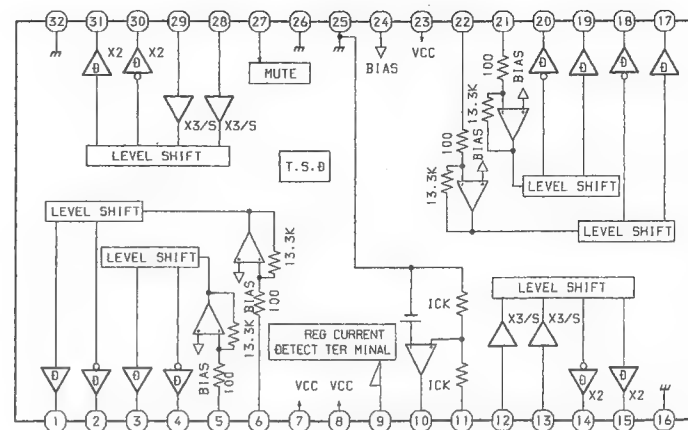 32 31 30 29 28 27 26 25 24 23 22 21 20 19 18 17
Đ X2 Đ X2
MUTE
BIAS
VCC
100
BIAS
Đ Đ Đ Đ
X3/S X3/S
13.3K
100
BIAS
LEVEL SHIFT
T.S.Đ
13.3K
LEVEL SHIFT
LEVEL SHIFT
LEVEL SHIFT
13.3K
LEVEL SHIFT
BIAS
100
LEVEL SHIFT
13.3K
1CK
X3/S X3/S
REG CURRENT
DETECT TER MINAL
BIAS
100
1CK
Đ Đ Đ Đ
VCC VCC
Đ X2 Đ X2
1 2 3 4 5 6 7 8 9 10 11 12 13 14 15 16